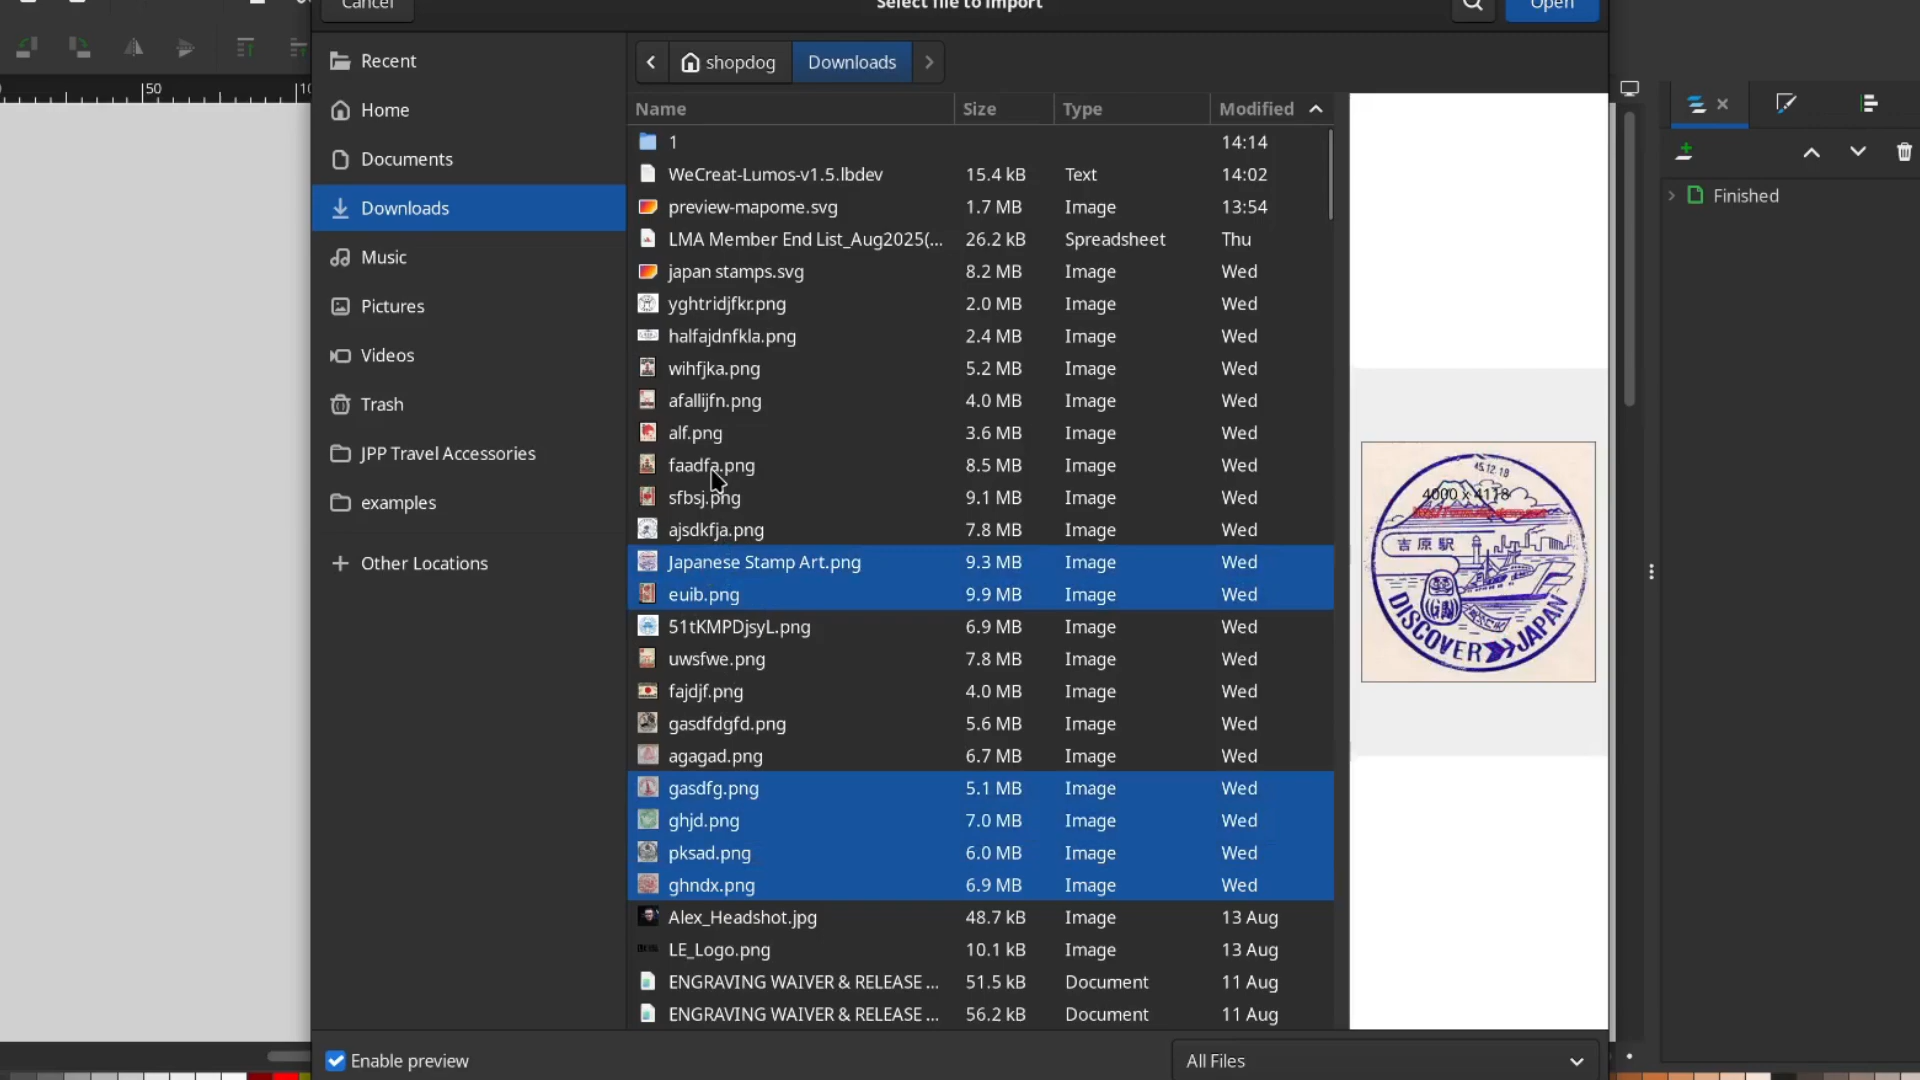 Cancel
Select file to import
Open
50
10
Recent
Home
Documents
Downloads
Music
Pictures
Videos
Trash
JPP Travel Accessories
examples
Other Locations
shopdog
Downloads
Name Size Type Modified
1 14:14
WeCreat-Lumos-v1.5.lbdev 15.4 kB Text 14:02
preview-mapome.svg 1.7 MB Image 13:54
LMA Member End List_Aug2025(... 26.2 kB Spreadsheet Thu
japan stamps.svg 8.2 MB Image Wed
yghtridjfkr.png 2.0 MB Image Wed
halfajdnfkla.png 2.4 MB Image Wed
wihfjka.png 5.2 MB Image Wed
afallijfn.png 4.0 MB Image Wed
alf.png 3.6 MB Image Wed
faadfa.png 8.5 MB Image Wed
sfbsj.png 9.1 MB Image Wed
ajsdkfja.png 7.8 MB Image Wed
Japanese Stamp Art.png 9.3 MB Image Wed
euib.png 9.9 MB Image Wed
51tKMPDjsyL.png 6.9 MB Image Wed
uwsfwe.png 7.8 MB Image Wed
fajdjf.png 4.0 MB Image Wed
gasdfdgfd.png 5.6 MB Image Wed
agagad.png 6.7 MB Image Wed
gasdfg.png 5.1 MB Image Wed
ghjd.png 7.0 MB Image Wed
pksad.png 6.0 MB Image Wed
ghndx.png 6.9 MB Image Wed
Alex_Headshot.jpg 48.7 kB Image 13 Aug
LE_Logo.png 10.1 kB Image 13 Aug
ENGRAVING WAIVER & RELEASE ... 51.5 kB Document 11 Aug
ENGRAVING WAIVER & RELEASE ... 56.2 kB Document 11 Aug
45.12.18
4000 x 4118
吉原駅
DISCOVER JAPAN
Finished
Enable preview
All Files